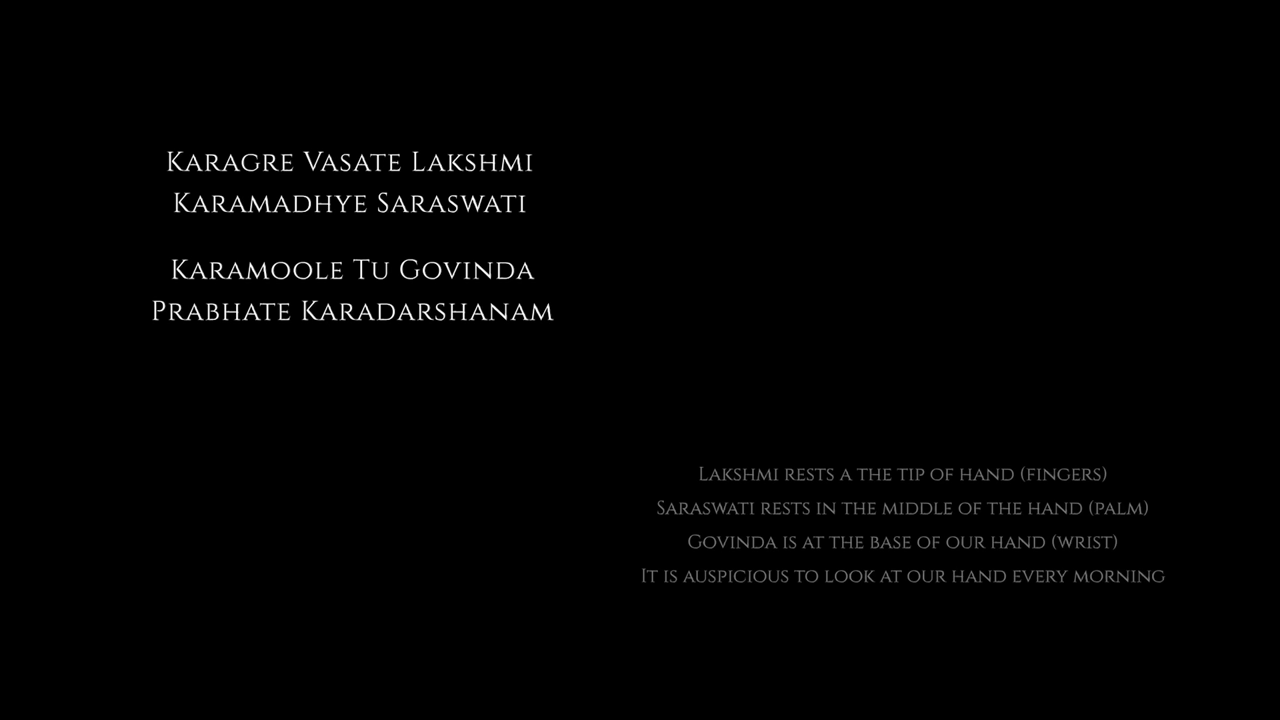 Karagre Vasate Lakshmi
Karamadhye Saraswati
Karamoole Tu Govinda
Prabhate Karadarshanam
Lakshmi rests a the tip of hand (fingers)
Saraswati rests in the middle of the hand (palm)
Govinda is at the base of our hand (wrist)
It is auspicious to look at our hand every morning